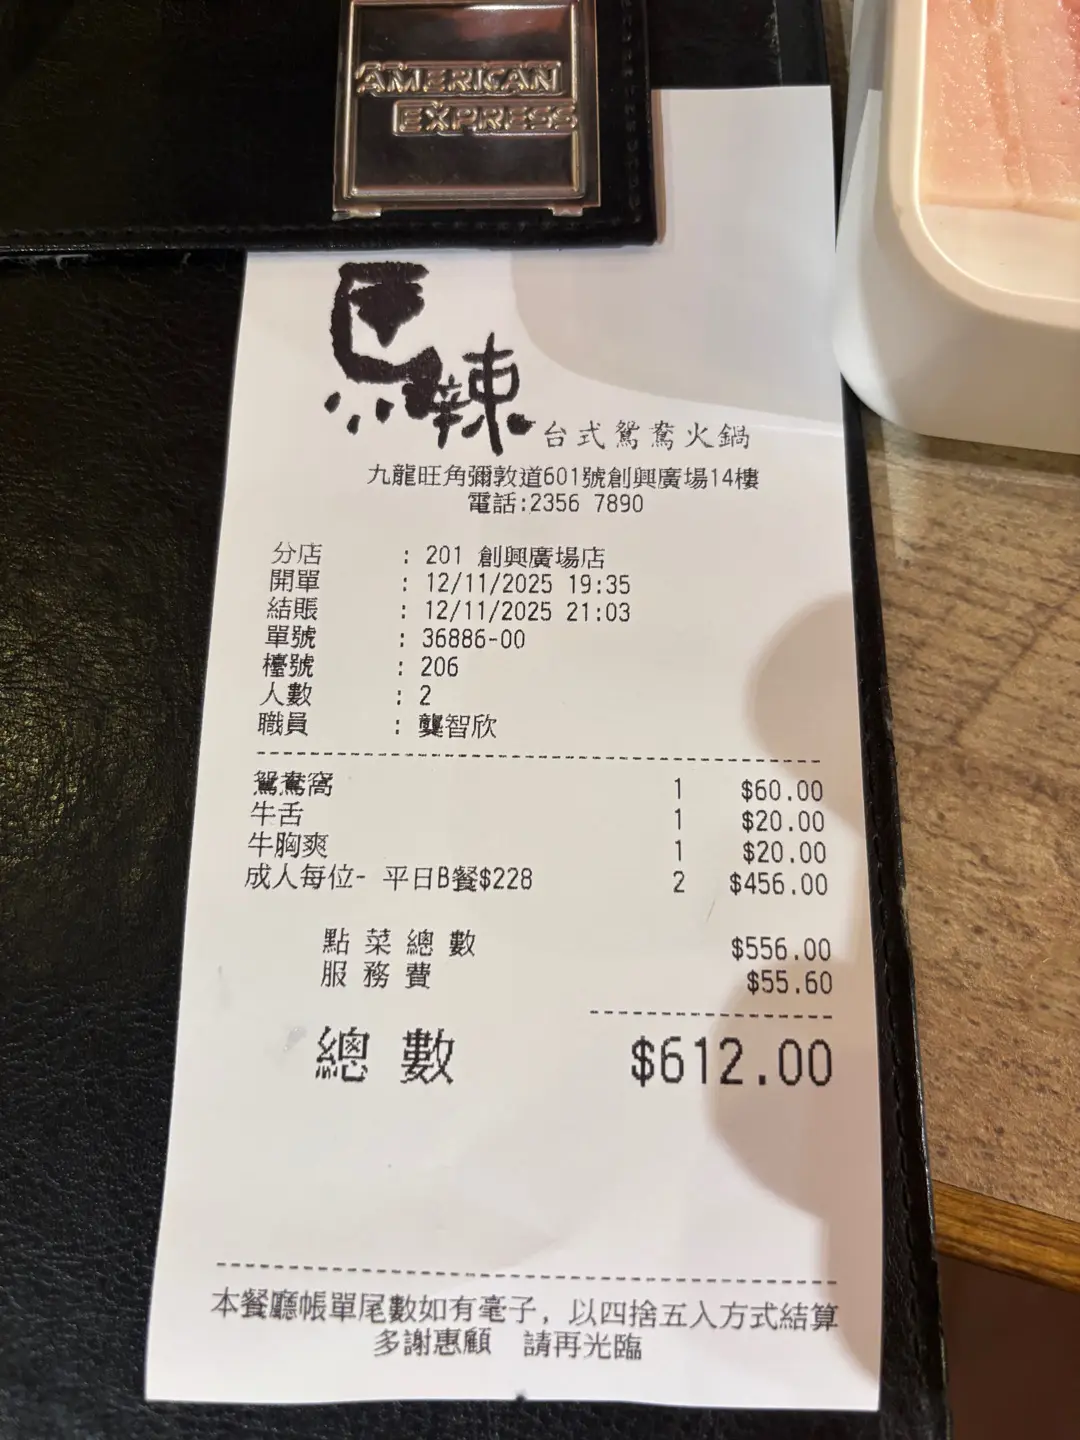 AMERICAN
EXPRESS
馬辣
台式鴛鴦火鍋
九龍旺角彌敦道601號創興廣場14樓
電話:2356 7890
分店 : 201 創興廣場店
開單 : 12/11/2025 19:35
結賬 : 12/11/2025 21:03
單號 : 36886-00
檯號 : 206
人數 : 2
職員 : 龔智欣
鴛鴦窩 1 $60.00
牛舌 1 $20.00
牛胸爽 1 $20.00
成人每位- 平日B餐$228 2 $456.00
點菜總數 $556.00
服務費 $55.60
總數 $612.00
本餐廳帳單尾數如有毫子, 以四捨五入方式結算
多謝惠顧 請再光臨